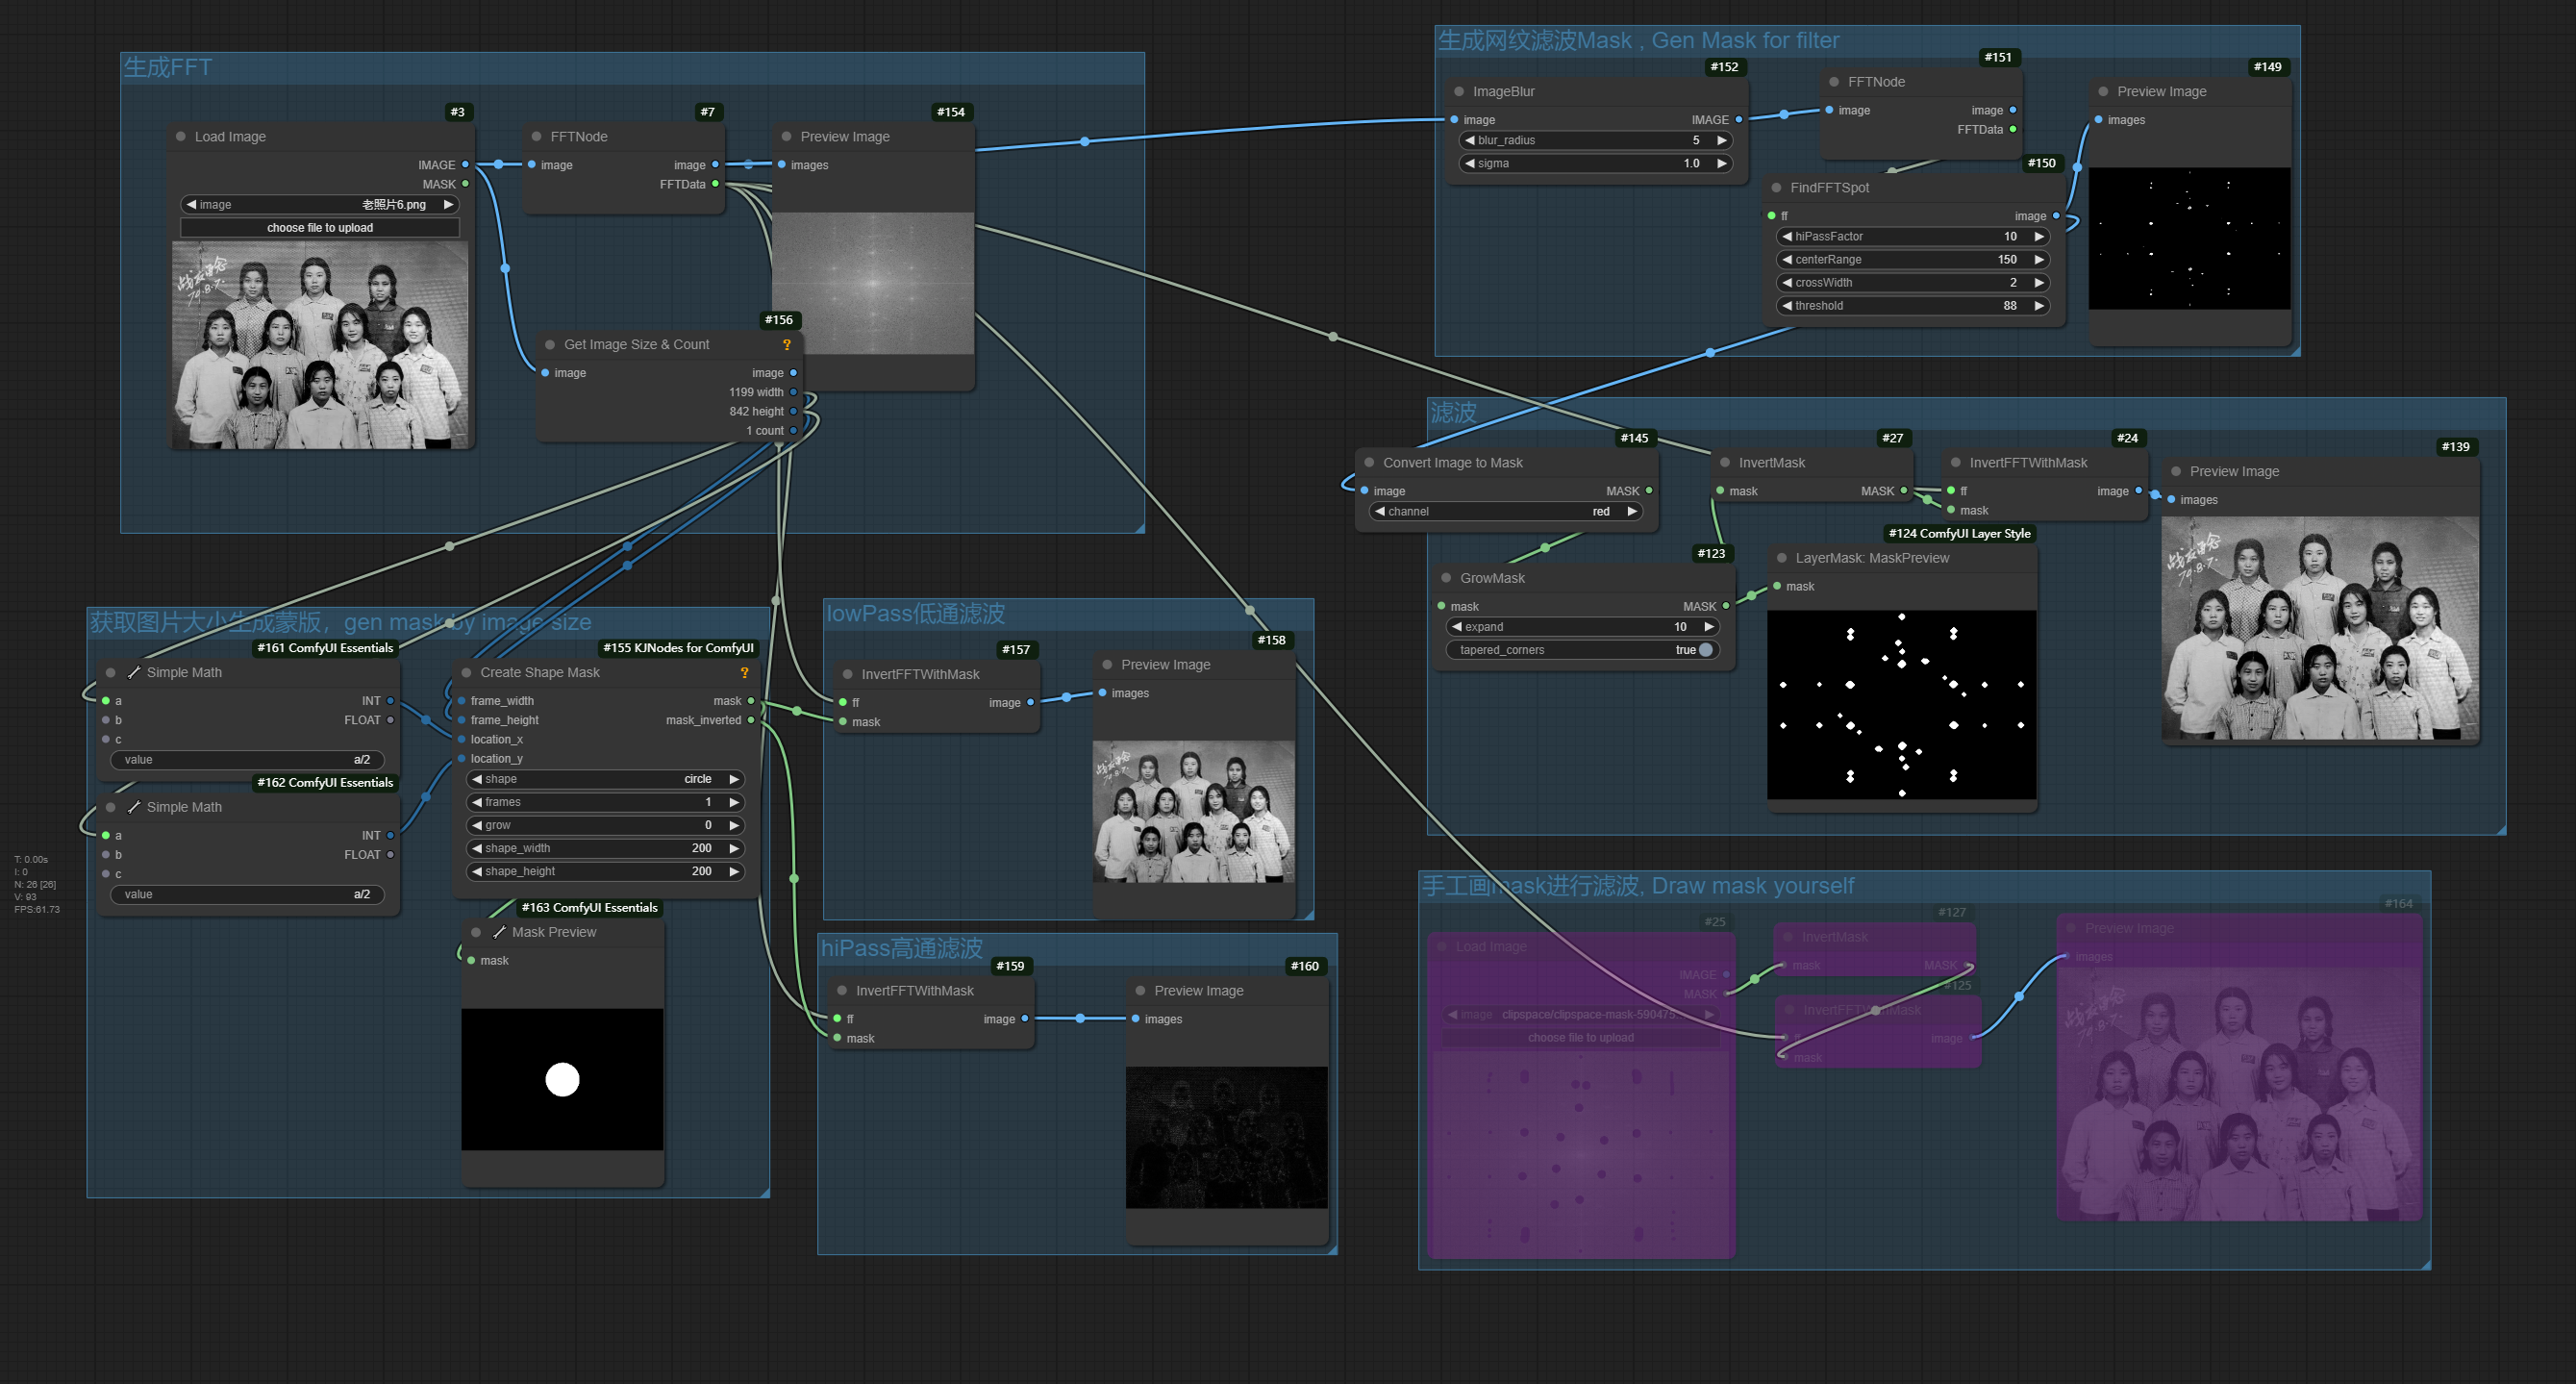 生成FFT
#3
Load Image
IMAGE
MASK
image 老照片6.png
choose file to upload
战友留念
74.8.7.
#7
FFTNode
image image
FFTData
#154
Preview Image
images
#156
Get Image Size & Count ?
image image
1199 width
842 height
1 count
生成网纹滤波Mask , Gen Mask for filter
#152
ImageBlur
image IMAGE
blur_radius 5
sigma 1.0
#151
FFTNode
image image
FFTData
#150
FindFFTSpot
ff image
hiPassFactor 10
centerRange 150
crossWidth 2
threshold 88
#149
Preview Image
images
滤波
#145
Convert Image to Mask
image MASK
channel red
#27
InvertMask
mask MASK
#24
InvertFFTWithMask
ff image
mask
#139
Preview Image
images
战友留念
74.8.7.
#123
GrowMask
mask MASK
expand 10
tapered_corners true
#124 ComfyUI Layer Style
LayerMask: MaskPreview
mask
获取图片大小生成蒙版，gen mask by image size
#161 ComfyUI Essentials
Simple Math
a INT
b FLOAT
c
value a/2
#162 ComfyUI Essentials
Simple Math
a INT
b FLOAT
c
value a/2
#155 KJNodes for ComfyUI
Create Shape Mask ?
frame_width mask
frame_height mask_inverted
location_x
location_y
shape circle
frames 1
grow 0
shape_width 200
shape_height 200
#163 ComfyUI Essentials
Mask Preview
mask
lowPass低通滤波
#157
InvertFFTWithMask
ff image
mask
#158
Preview Image
images
hiPass高通滤波
#159
InvertFFTWithMask
ff image
mask
#160
Preview Image
images
手工画mask进行滤波, Draw mask yourself
#25
Load Image
IMAGE
MASK
image clipspace/clipspace-mask-590475...
choose file to upload
#127
InvertMask
mask MASK
#125
InvertFFTWithMask
ff image
mask
#164
Preview Image
images
T: 0.00s
I: 0
N: 26 [26]
V: 93
FPS:61.73